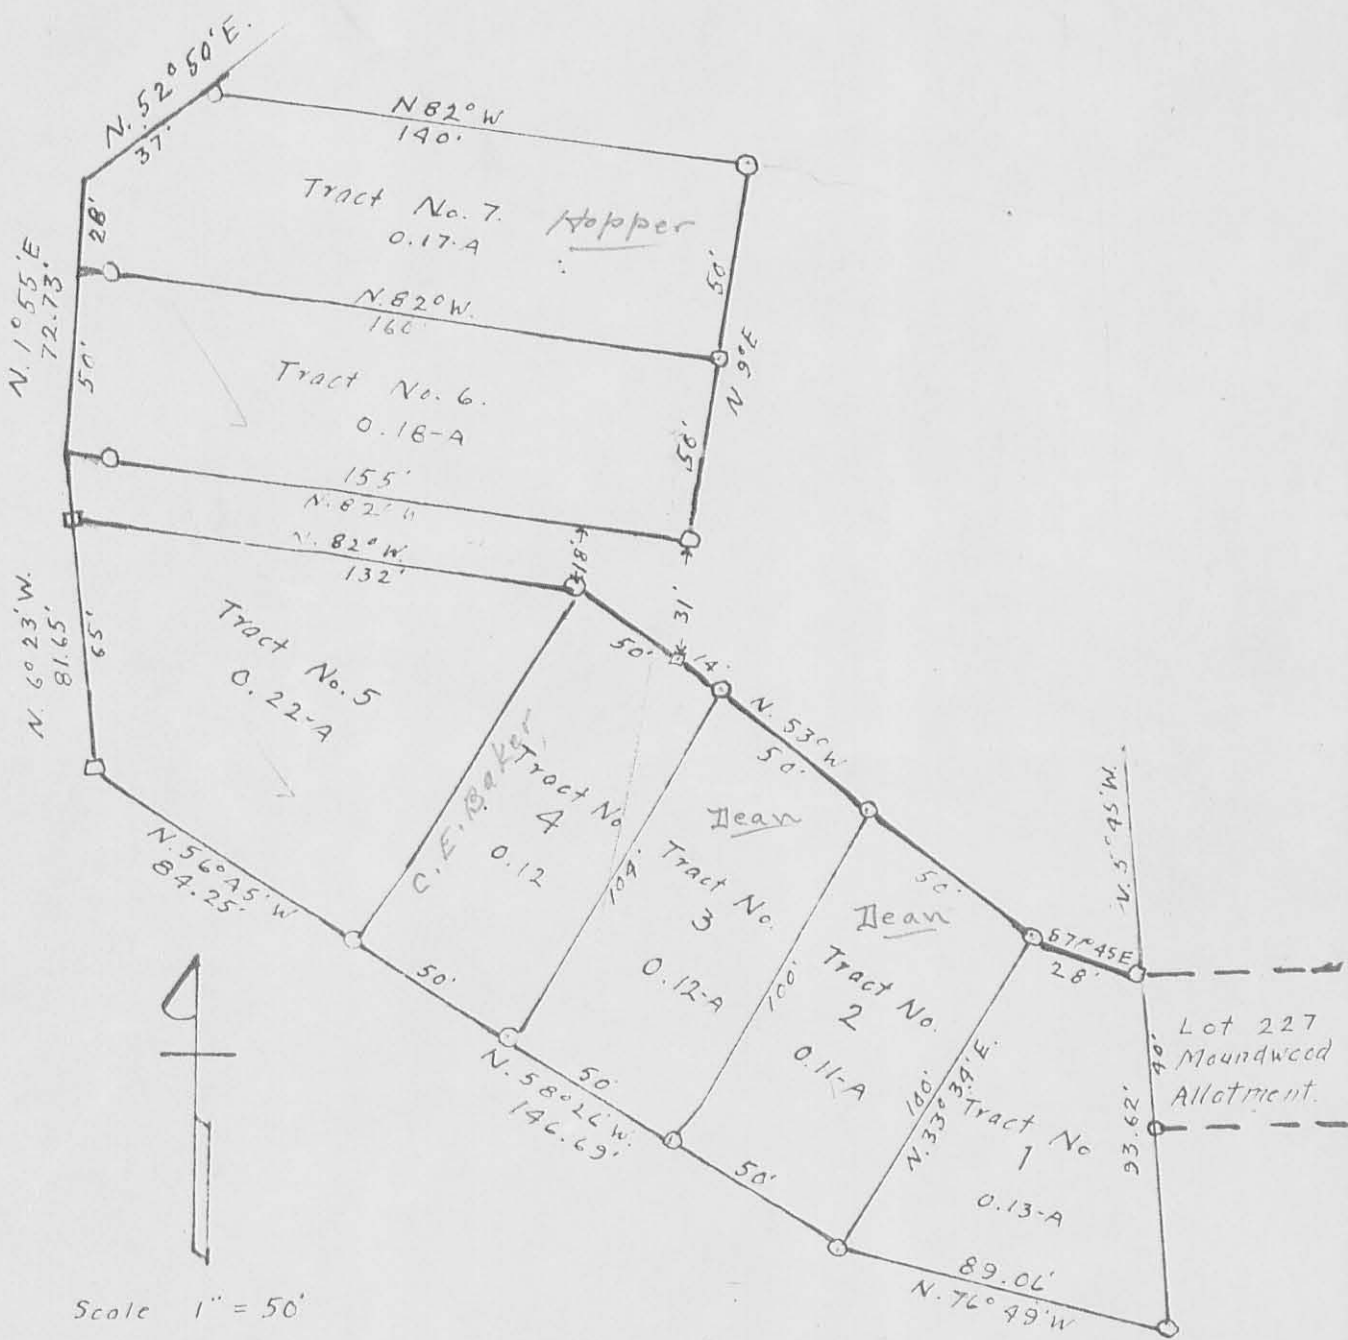 N. 52° 50' E.
37'
N 82° W
140'
Tract No. 7.
Hopper
0.17-A
28'
50'
N. 1° 55' E
72.73'
N. 82° W.
160'
N 9° E
50'
Tract No. 6.
0.18-A
50'
155'
N. 82° W
N. 82° W.
132'
18'
31'
N. 6° 23' W.
81.65'
65'
Tract No. 5
0.22-A
50'
14'
N. 53° W
50'
C. E. Baker
Tract No
4
0.12
104'
Dean
Tract No.
3
0.12-A
100'
50'
Dean
Tract No.
2
0.11-A
N. 5° 45' W.
67° 45 E
28'
N. 56° 45' W
84.25'
50'
N. 58° 26' W.
146.69'
50'
50'
100'
N. 33° 34' E.
Tract No
1
0.13-A
40'
93.62'
Lot 227
Moundwood
Allotment.
89.06'
N. 76° 49' W
Scale 1" = 50'